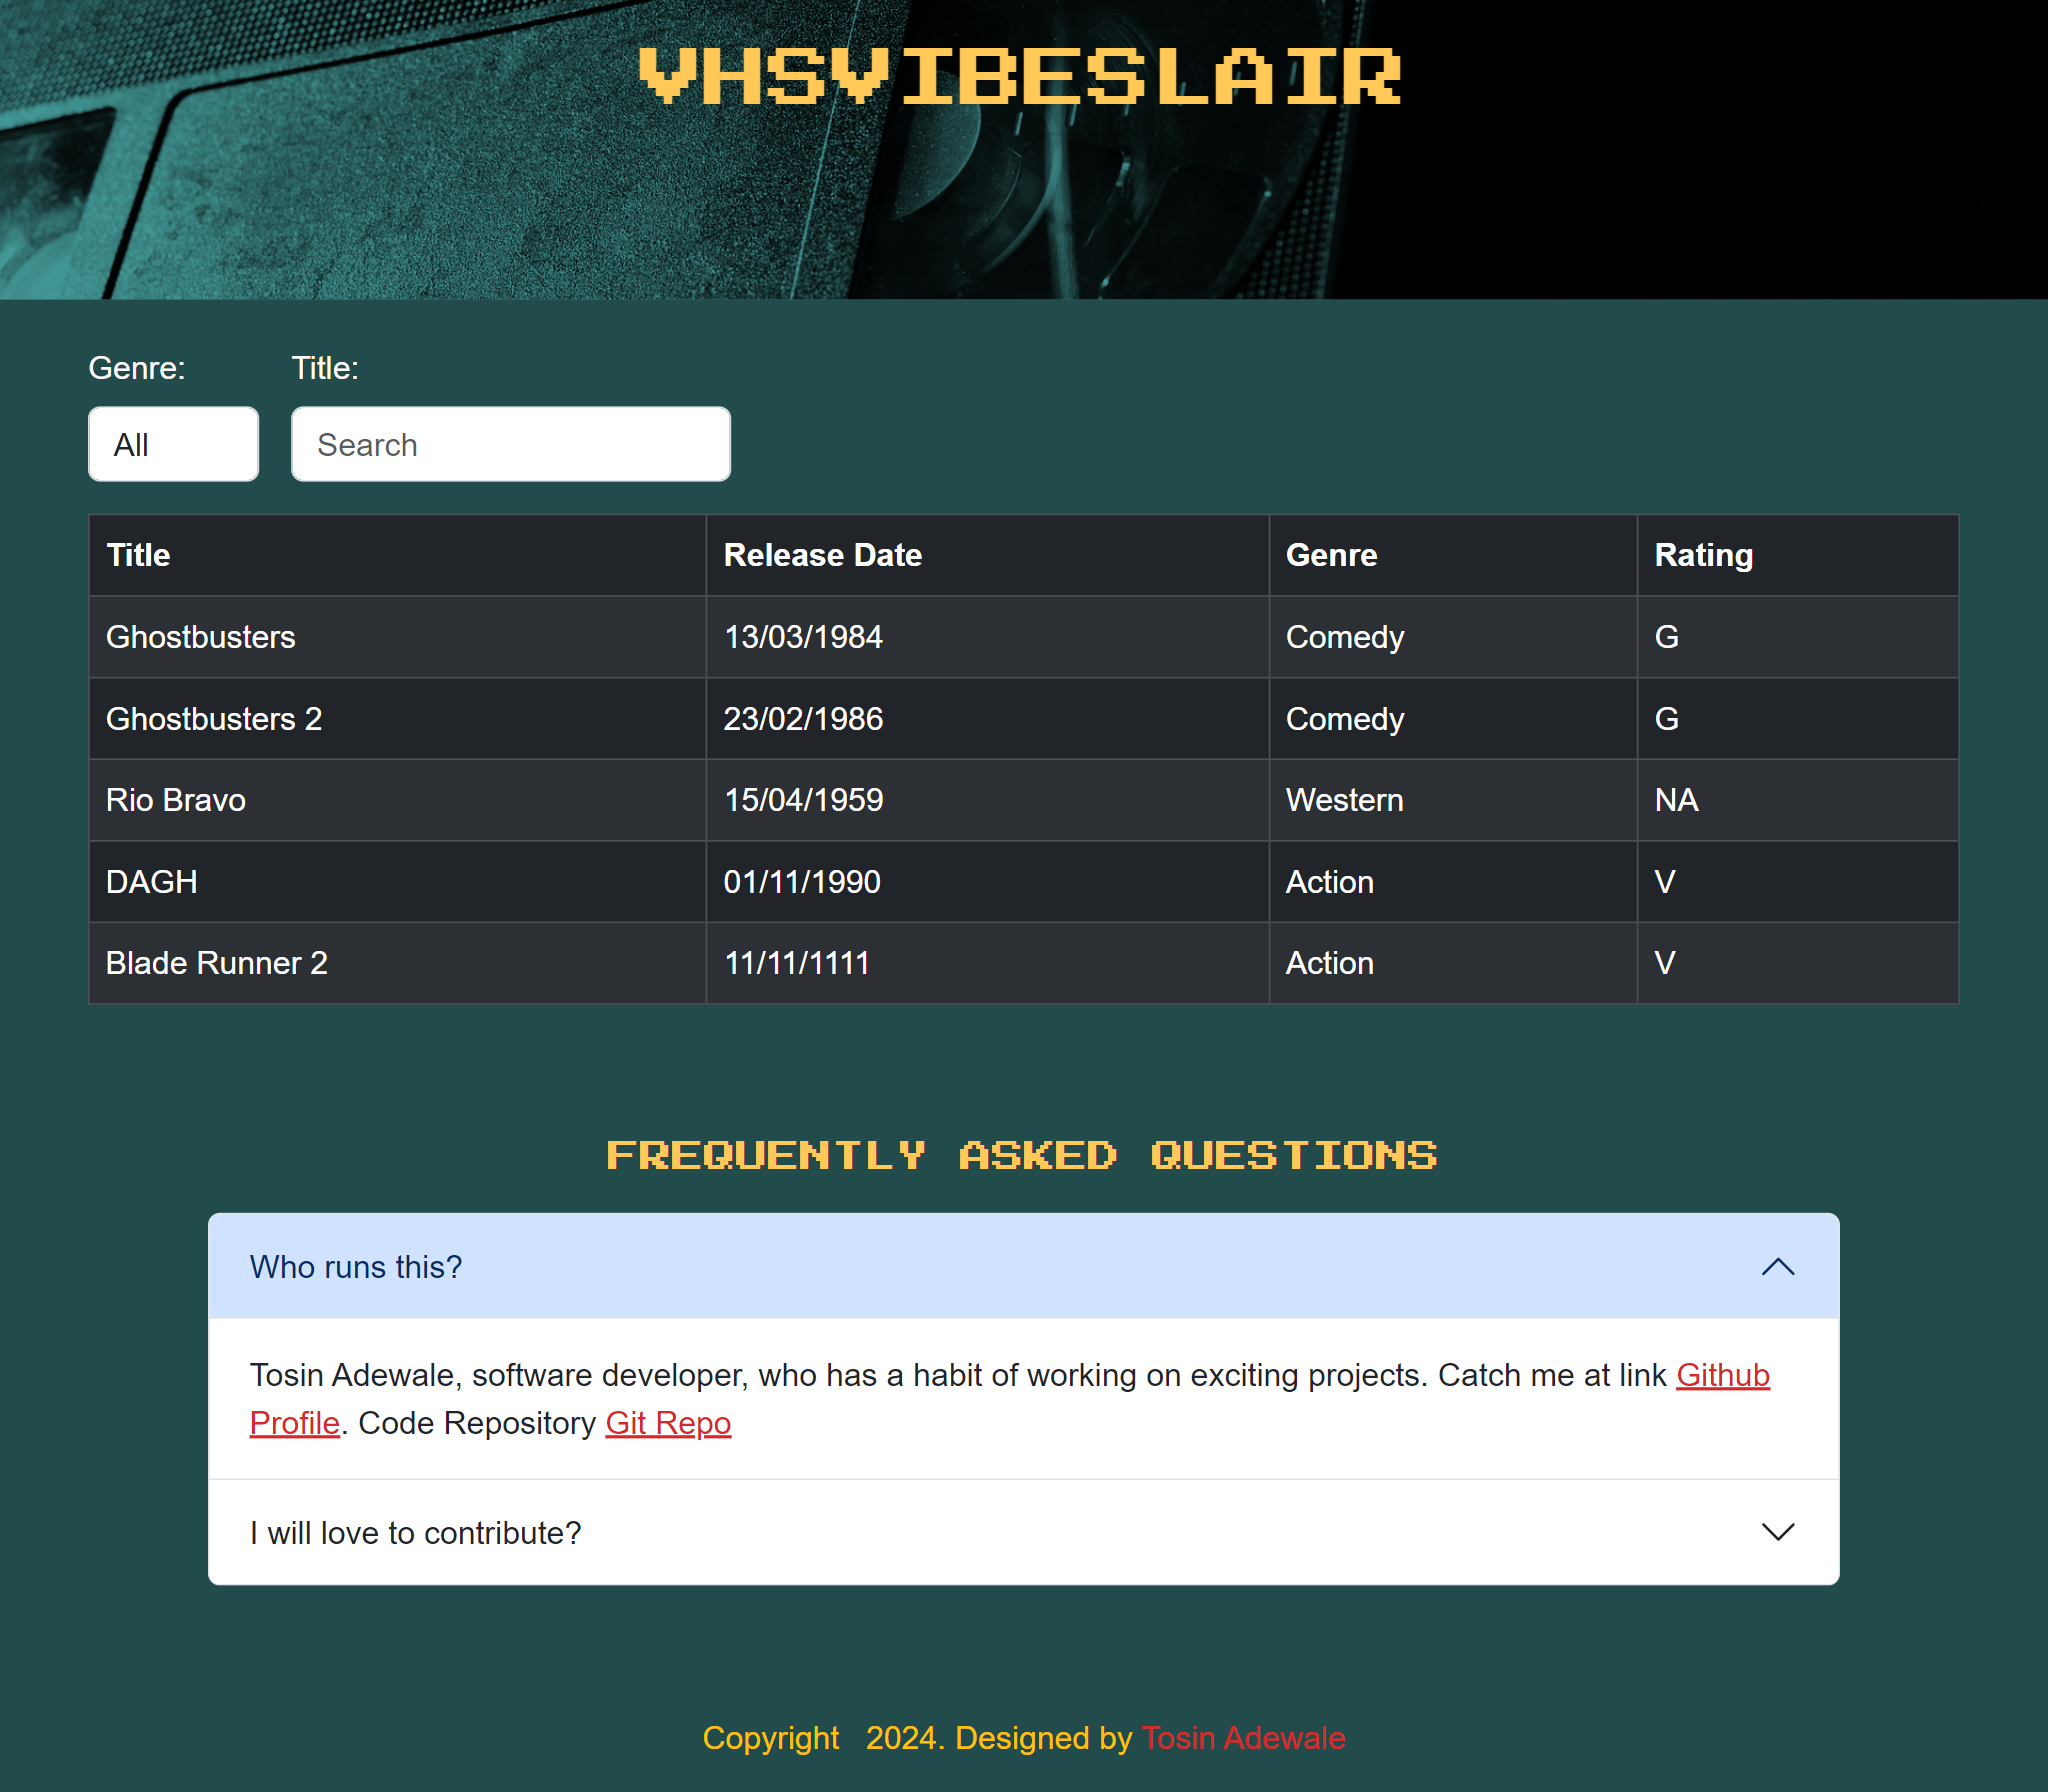 VHSVIBESLAIR
Genre: Title:
All Search
Title Release Date Genre Rating
Ghostbusters 13/03/1984 Comedy G
Ghostbusters 2 23/02/1986 Comedy G
Rio Bravo 15/04/1959 Western NA
DAGH 01/11/1990 Action V
Blade Runner 2 11/11/1111 Action V
FREQUENTLY ASKED QUESTIONS
Who runs this?
Tosin Adewale, software developer, who has a habit of working on exciting projects. Catch me at link Github
Profile. Code Repository Git Repo
I will love to contribute?
Copyright 2024. Designed by Tosin Adewale